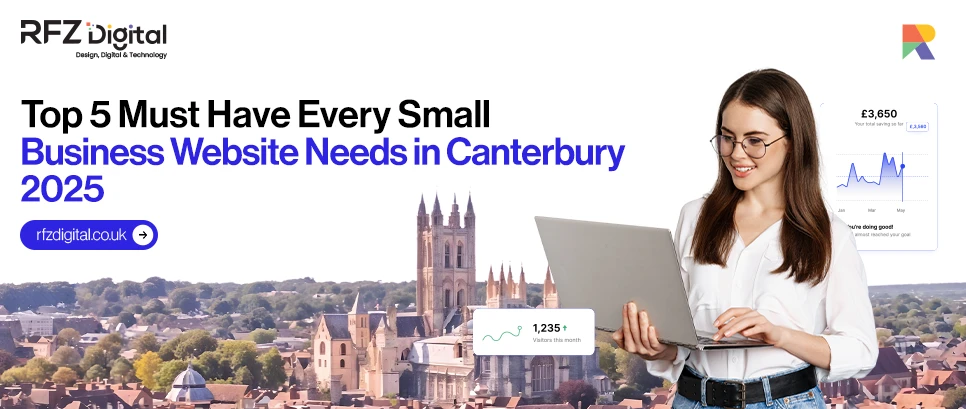 RFZ Digital
Design, Digital & Technology
Top 5 Must Have Every Small
Business Website Needs in Canterbury
2025
rfzdigital.co.uk
£3,650
Your total saving so far
£3,560
Jan Mar May
You're doing good!
almost reached your goal
1,235
Visitors this month